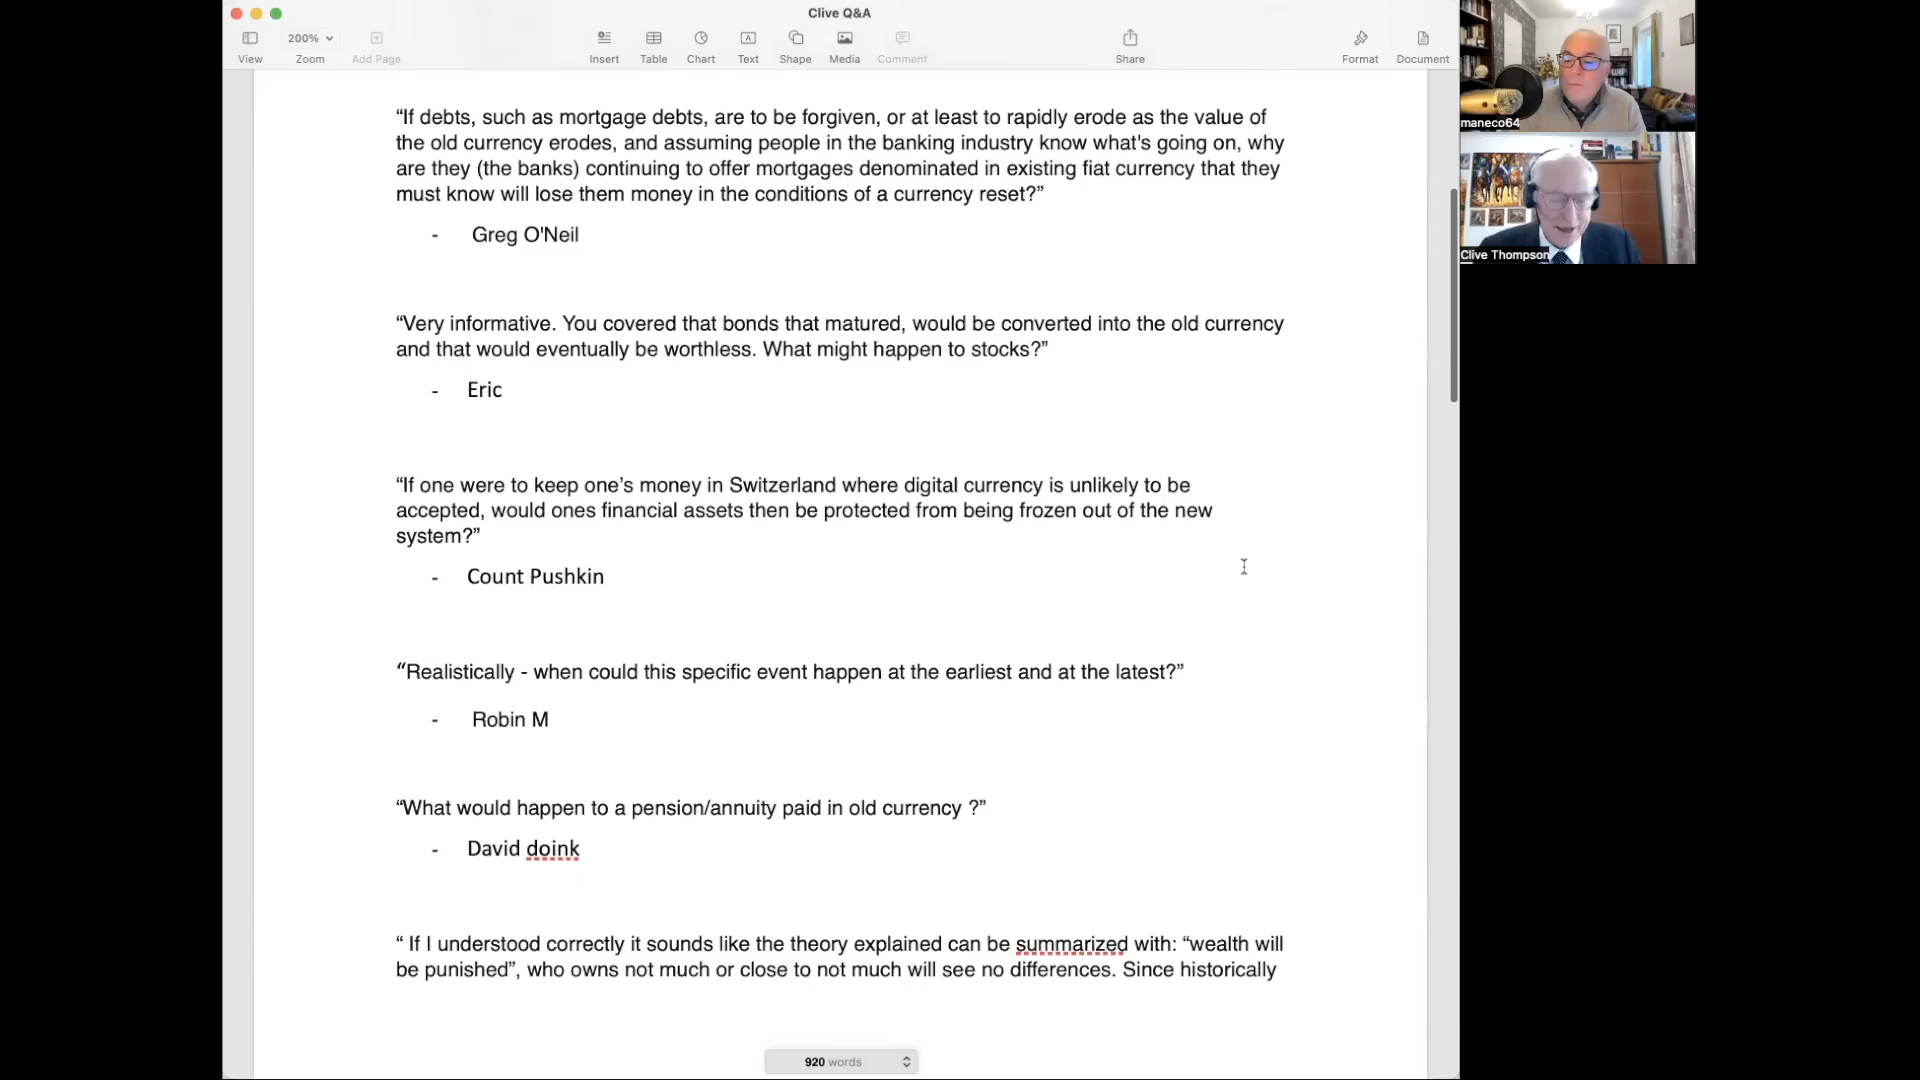 Clive Q&A
200%
View
Zoom
Add Page
Insert
Table
Chart
Text
Shape
Media
Comment
Share
Format
Document
“If debts, such as mortgage debts, are to be forgiven, or at least to rapidly erode as the value of
the old currency erodes, and assuming people in the banking industry know what's going on, why
are they (the banks) continuing to offer mortgages denominated in existing fiat currency that they
must know will lose them money in the conditions of a currency reset?”
- Greg O'Neil
“Very informative. You covered that bonds that matured, would be converted into the old currency
and that would eventually be worthless. What might happen to stocks?”
- Eric
“If one were to keep one’s money in Switzerland where digital currency is unlikely to be
accepted, would ones financial assets then be protected from being frozen out of the new
system?”
- Count Pushkin
“Realistically - when could this specific event happen at the earliest and at the latest?”
- Robin M
“What would happen to a pension/annuity paid in old currency ?”
- David doink
“ If I understood correctly it sounds like the theory explained can be summarized with: “wealth will
be punished”, who owns not much or close to not much will see no differences. Since historically
920 words
maneco64
Clive Thompson